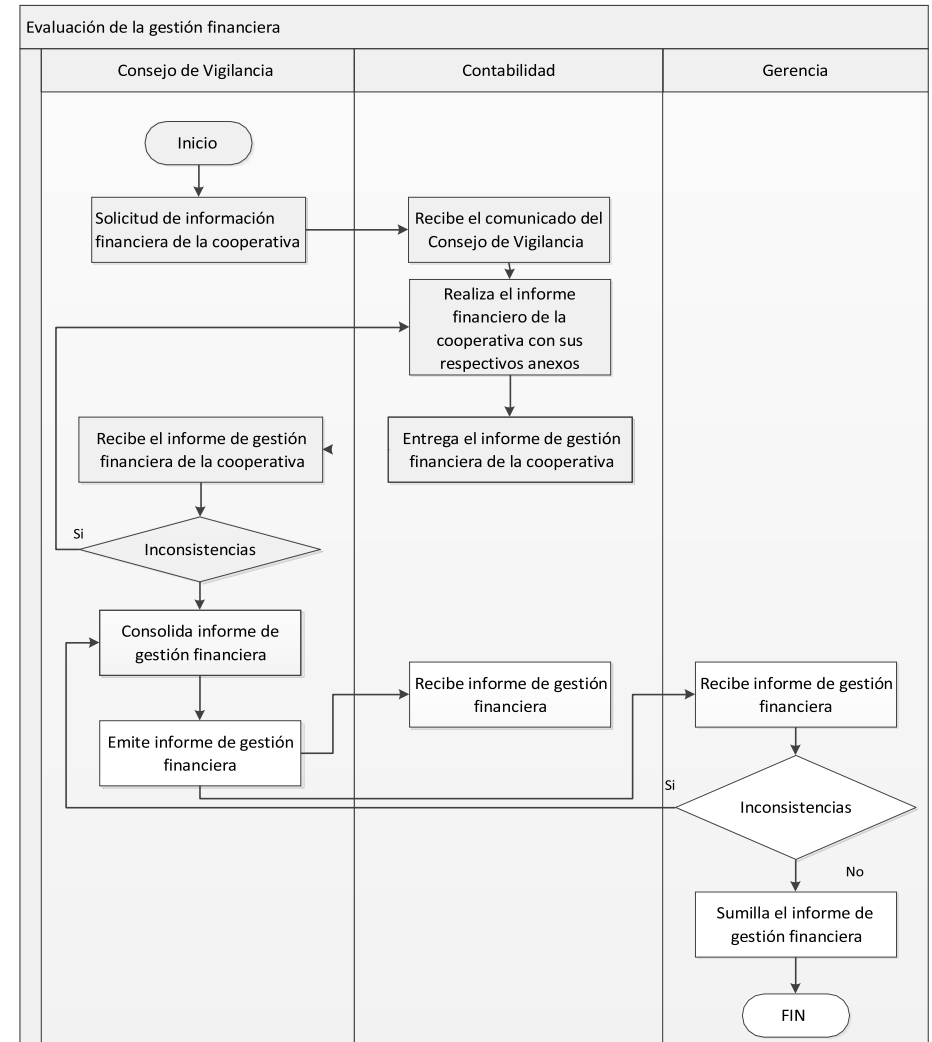 Evaluación de la gestión financiera
Consejo de Vigilancia
Contabilidad
Gerencia
Inicio
Solicitud de información
financiera de la cooperativa
Recibe el comunicado del
Consejo de Vigilancia
Realiza el informe
financiero de la
cooperativa con sus
respectivos anexos
Recibe el informe de gestión
financiera de la cooperativa
Entrega el informe de gestión
financiera de la cooperativa
Si
Inconsistencias
Consolida informe de
gestión financiera
Recibe informe de gestión
financiera
Recibe informe de gestión
financiera
Emite informe de gestión
financiera
Si
Inconsistencias
No
Sumilla el informe de
gestión financiera
FIN